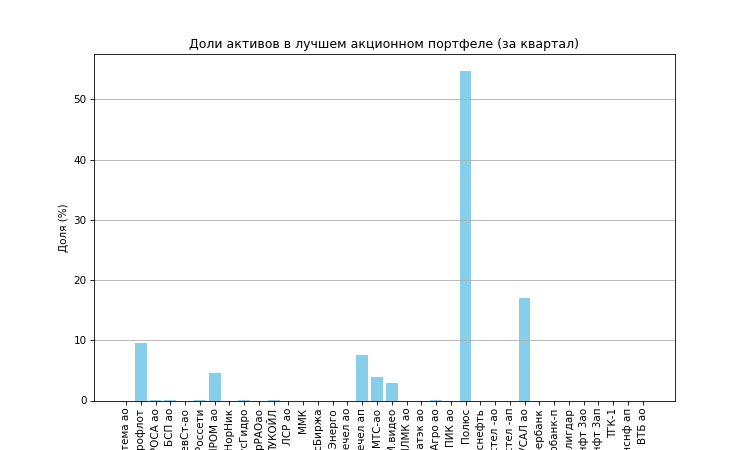 Доли активов в лучшем акционном портфеле (за квартал)
Доля (%)
50
40
30
20
10
0
тема ао
рофлот
РОСА ао
БСП ао
евСт-ао
Россети
ПРОМ ао
НорНик
сГидро
рРАОао
ЛУКОЙЛ
ЛСР ао
ММК
сБиржа
Энерго
ечел ао
ечел ап
МТС-ао
М.видео
ЛМК ао
атэк ао
Агро ао
ПИК ао
Полюс
снефть
стел -ао
стел -ап
УСАЛ ао
ербанк
рбанк-п
лигдар
нфт 3ао
нфт 3ап
ТГК-1
нснф ап
ВТБ ао